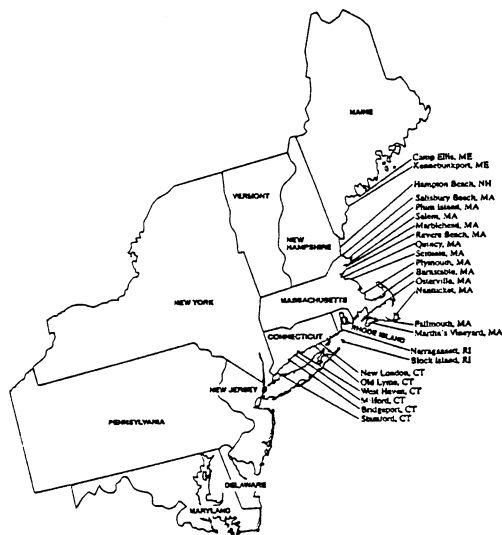 MAINE
Camp Ellis, ME
Kennebunkport, ME
Hampton Beach, NH
Salisbury Beach, MA
Plum Island, MA
Salem, MA
Marblehead, MA
Revere Beach, MA
Quincy, MA
Scituate, MA
Plymouth, MA
Barnstable, MA
Osterville, MA
Nantucket, MA
VERMONT
NEW HAMPSHIRE
NEW YORK
MASSACHUSETTS
Falmouth, MA
Martha's Vineyard, MA
RHODE ISLAND
CONNECTICUT
Narragansett, RI
Block Island, RI
New London, CT
Old Lyme, CT
West Haven, CT
Milford, CT
Bridgeport, CT
Stamford, CT
NEW JERSEY
PENNSYLVANIA
DELAWARE
MARYLAND